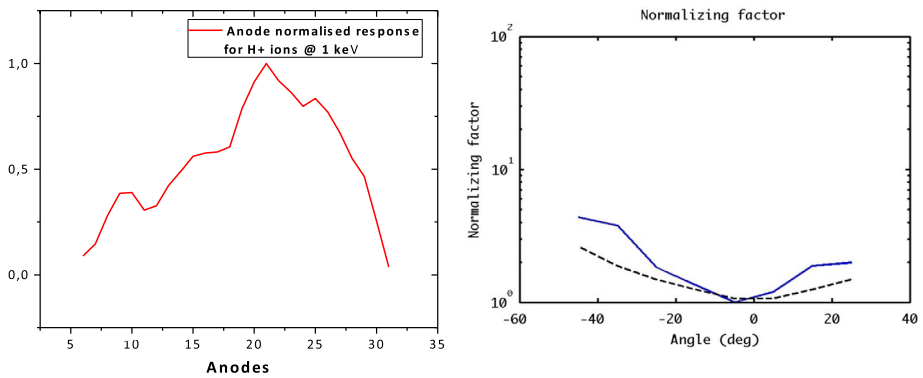 Anode normalised response
for H+ ions @ 1 keV
1,0
0,5
0,0
5 10 15 20 25 30 35
Anodes
Normalizing factor
10²
10¹
10⁰
Normalizing factor
-60 -40 -20 0 20 40
Angle (deg)